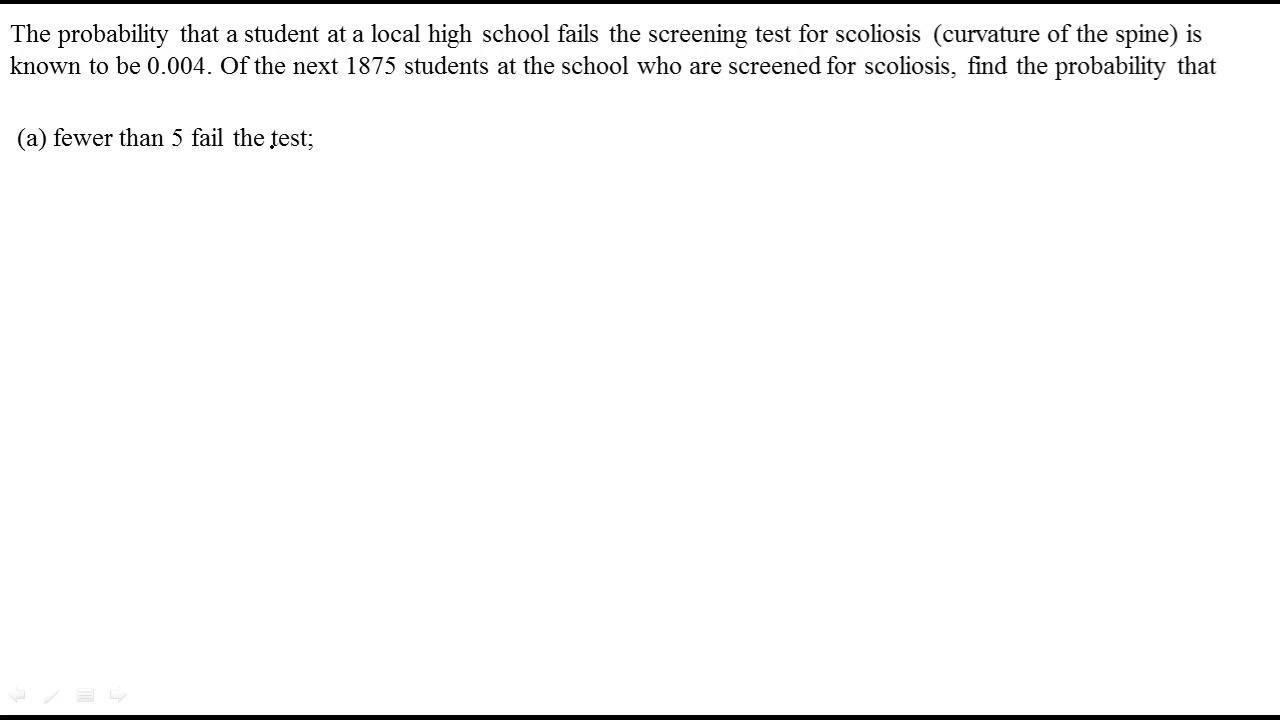 The probability that a student at a local high school fails the screening test for scoliosis (curvature of the spine) is
known to be 0.004. Of the next 1875 students at the school who are screened for scoliosis, find the probability that
(a) fewer than 5 fail the test;